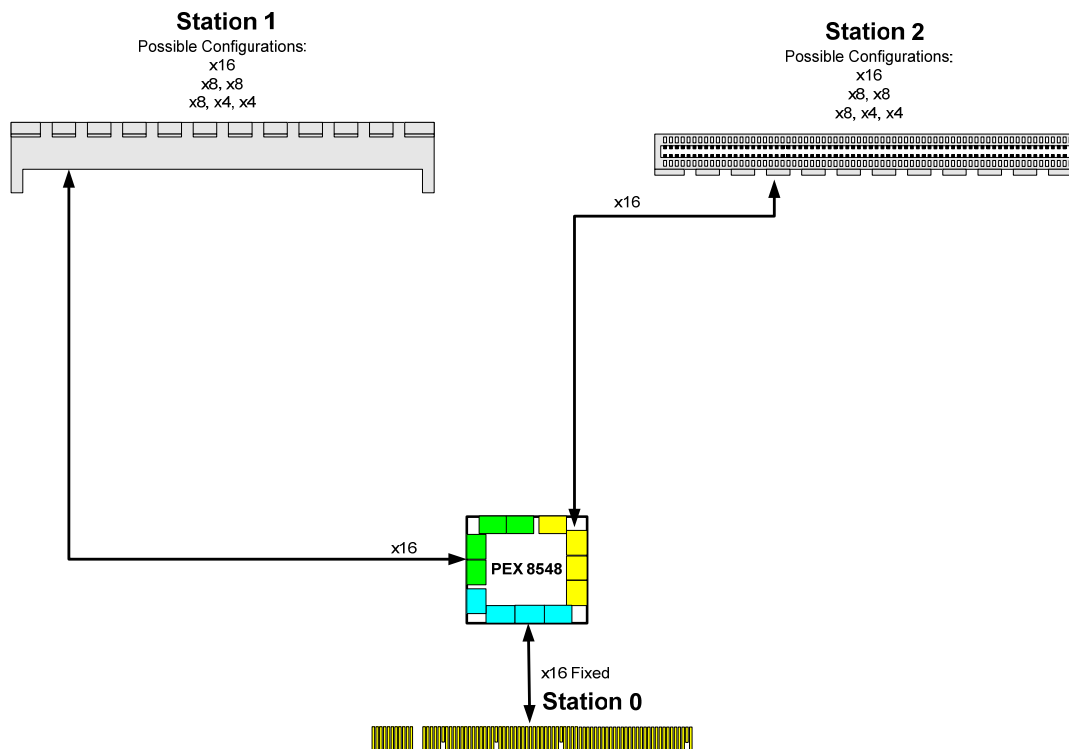 Station 1
Possible Configurations:
x16
x8, x8
x8, x4, x4
Station 2
Possible Configurations:
x16
x8, x8
x8, x4, x4
x16
x16
PEX 8548
x16 Fixed
Station 0